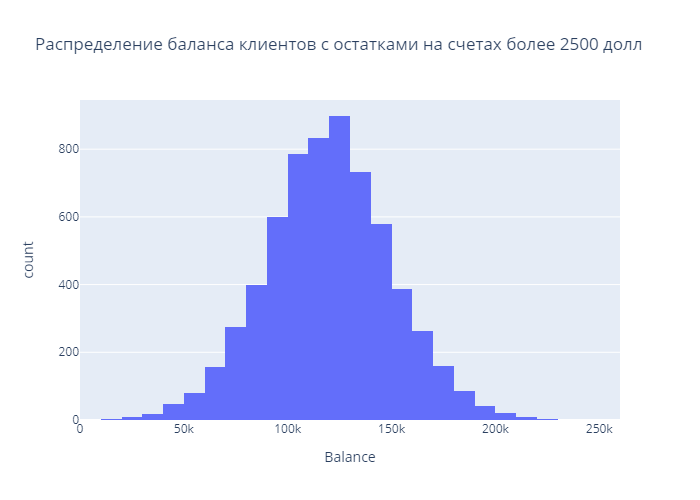 Распределение баланса клиентов с остатками на счетах более 2500 долл
800
600
400
200
0
count
0 50k 100k 150k 200k 250k
Balance